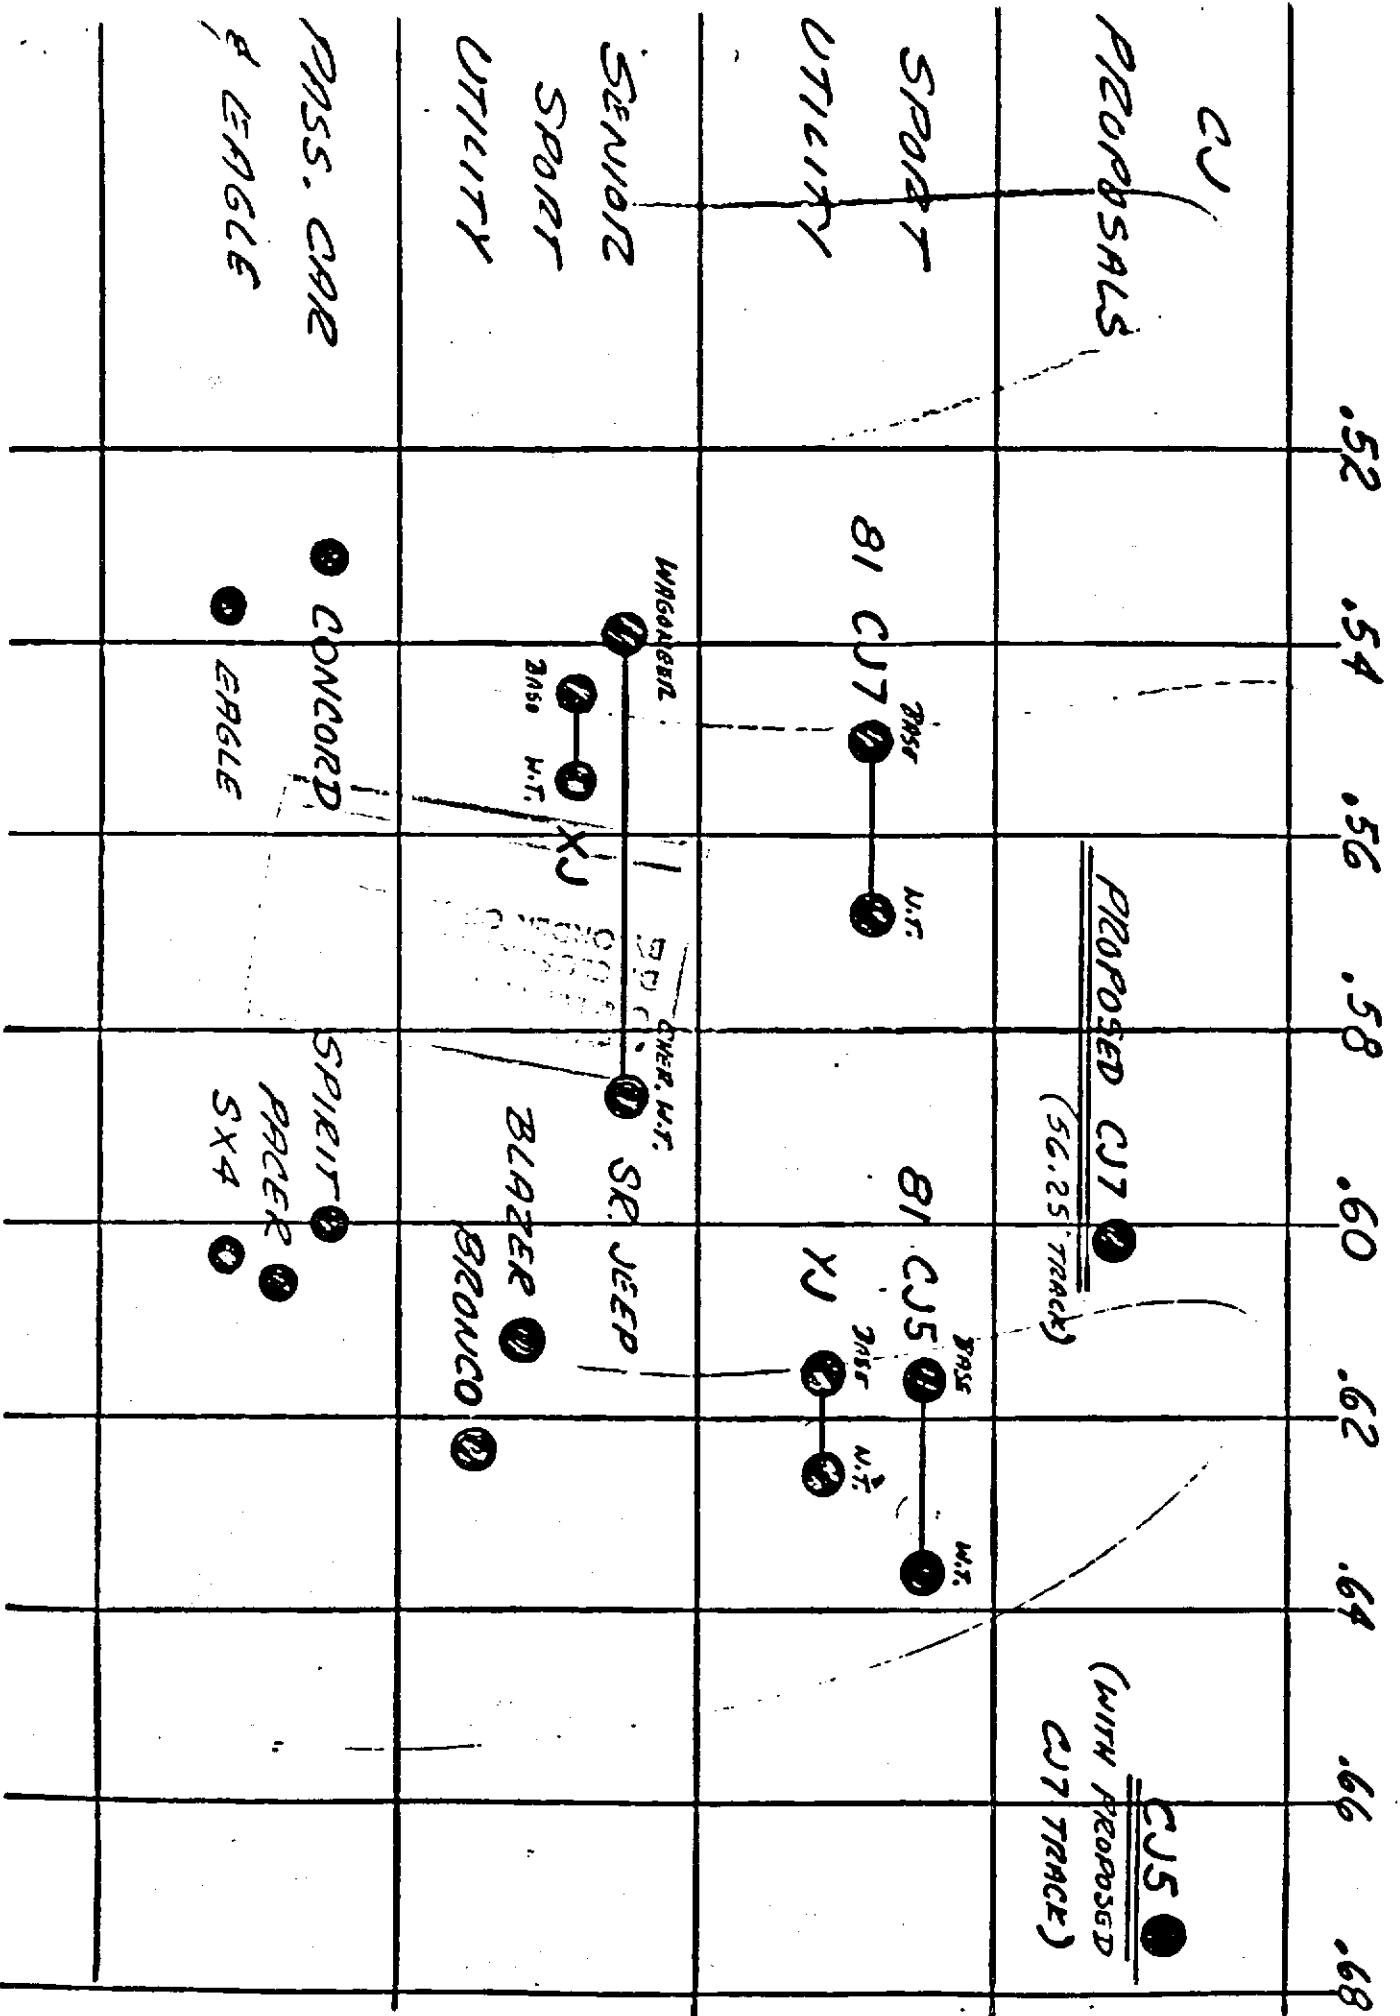 .52 .54 .56 .58 .60 .62 .64 .66 .68
CJ
PROPOSALS
PROPOSED CJ7
(56.25" TRACK)
CJ5
(WITH PROPOSED
CJ7 TRACK)
SPORT
UTILITY
81 CJ5
BASE
W.T.
81 CJ7
BASE
W.T.
YJ
BASE
W.T.
SENIOR
SPORT
UTILITY
WAGONEER
CHER. W.T.
SR. JEEP
BASE
W.T.
XJ
BLAZER
BRONCO
PASS. CAR
& EAGLE
CONCORD
EAGLE
SPIRIT
PACER
SX4